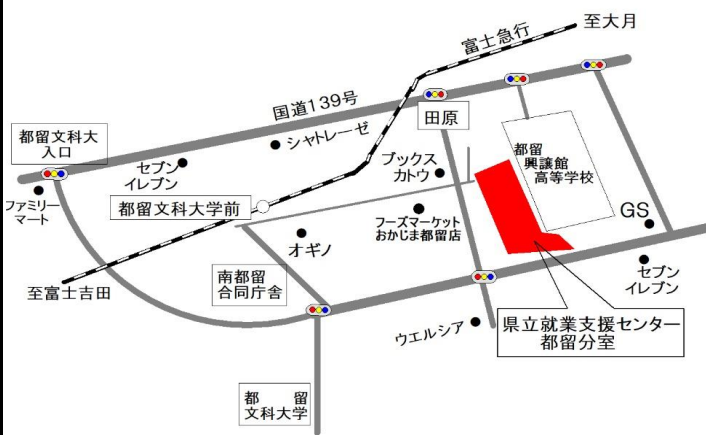 至大月
富士急行
国道139号
田原
都留文科大
入口
シャトレーゼ
セブン
イレブン
ブックス
カトウ
都留
興譲館
高等学校
ファミリー
マート
都留文科大学前
フーズマーケット
おかじま都留店
GS
オギノ
至富士吉田
南都留
合同庁舎
セブン
イレブン
ウエルシア
県立就業支援センター
都留分室
都留
文科大学